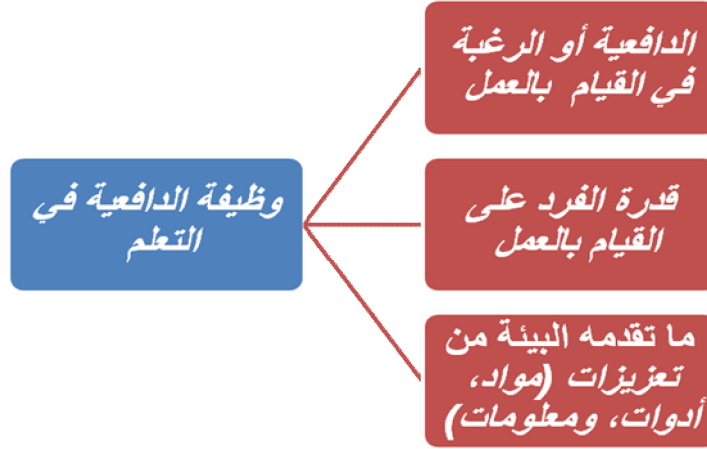 وظيفة الدافعية في
التعلم
الدافعية أو الرغبة
في القيام بالعمل
قدرة الفرد على
القيام بالعمل
ما تقدمه البيئة من
تعزيزات (مواد،
أدوات، ومعلومات)